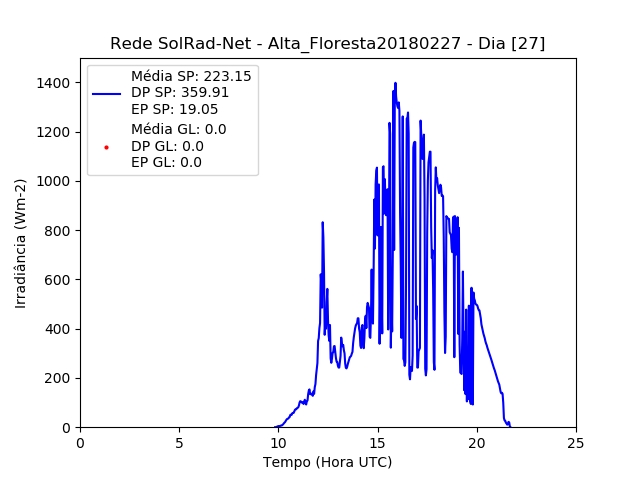 Rede SolRad-Net - Alta_Floresta20180227 - Dia [27]
Média SP: 223.15
DP SP: 359.91
EP SP: 19.05
Média GL: 0.0
DP GL: 0.0
EP GL: 0.0
Irradiância (Wm-2)
1400
1200
1000
800
600
400
200
0
0 5 10 15 20 25
Tempo (Hora UTC)